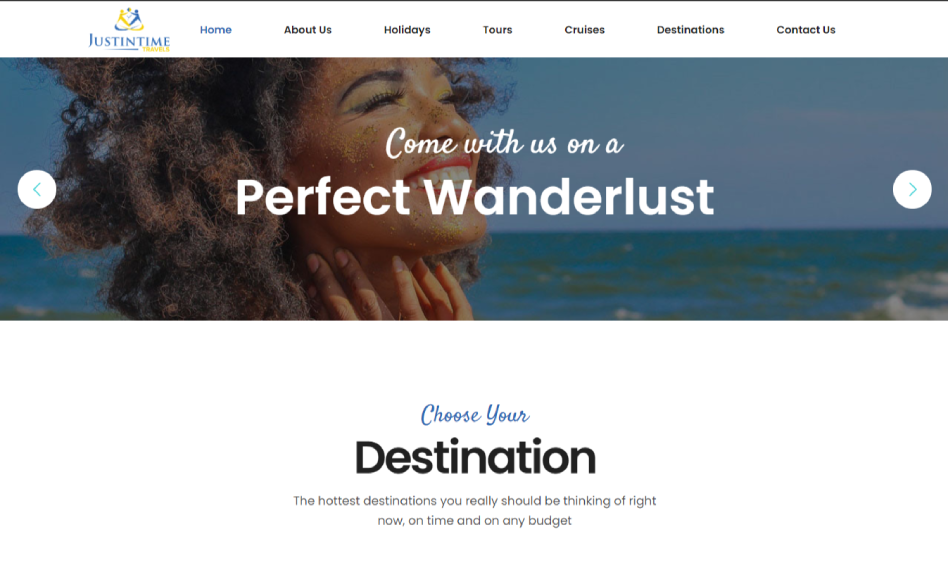 JUSTINTIME
TRAVELS
Home About Us Holidays Tours Cruises Destinations Contact Us
Come with us on a
Perfect Wanderlust
Choose Your
Destination
The hottest destinations you really should be thinking of right
now, on time and on any budget